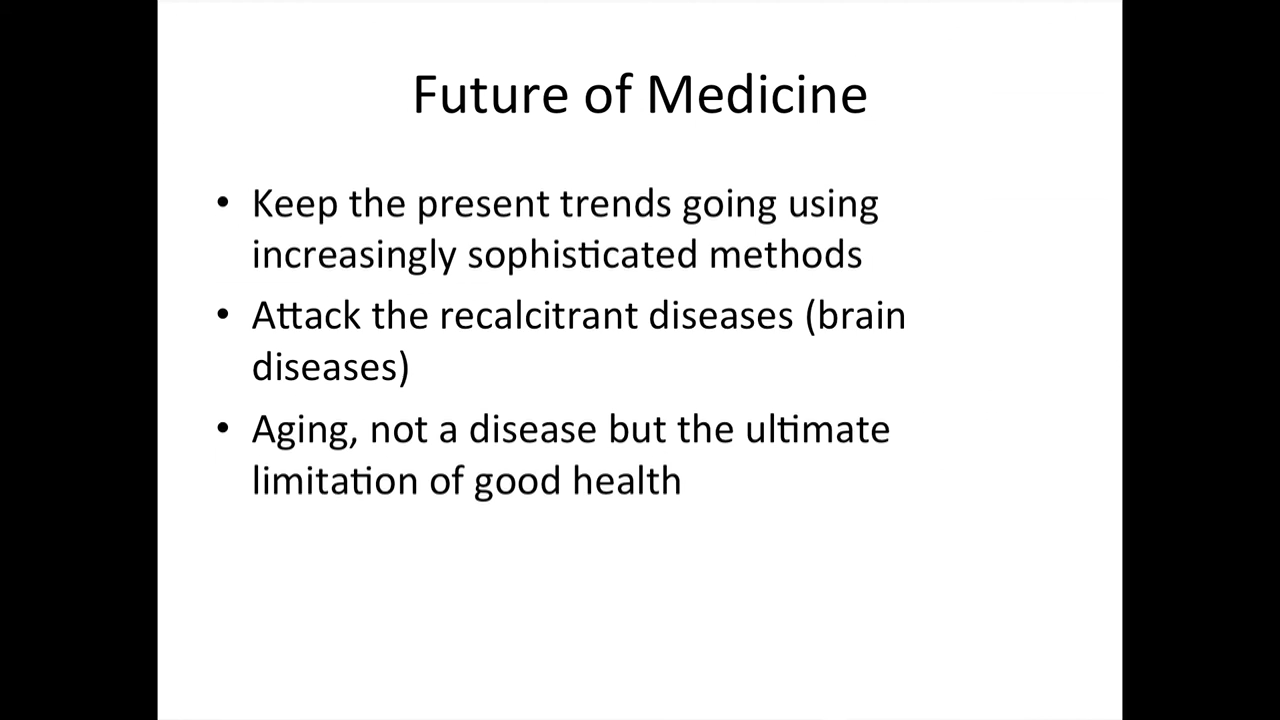 Future of Medicine
• Keep the present trends going using
increasingly sophisticated methods
• Attack the recalcitrant diseases (brain
diseases)
• Aging, not a disease but the ultimate
limitation of good health